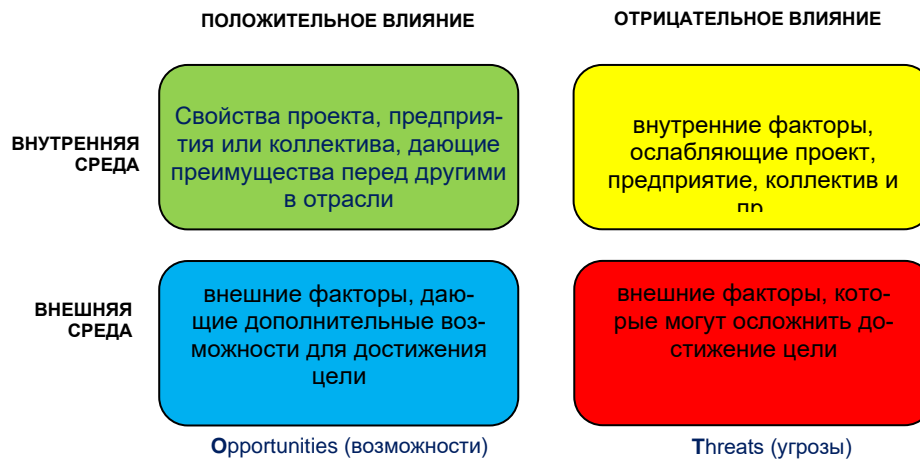 ПОЛОЖИТЕЛЬНОЕ ВЛИЯНИЕ
ОТРИЦАТЕЛЬНОЕ ВЛИЯНИЕ
ВНУТРЕННЯЯ
СРЕДА
Свойства проекта, предприя-
тия или коллектива, дающие
преимущества перед другими
в отрасли
внутренние факторы,
ослабляющие проект,
предприятие, коллектив и
пр
ВНЕШНЯЯ
СРЕДА
внешние факторы, даю-
щие дополнительные воз-
можности для достижения
цели
внешние факторы, кото-
рые могут осложнить до-
стижение цели
Opportunities (возможности)
Threats (угрозы)